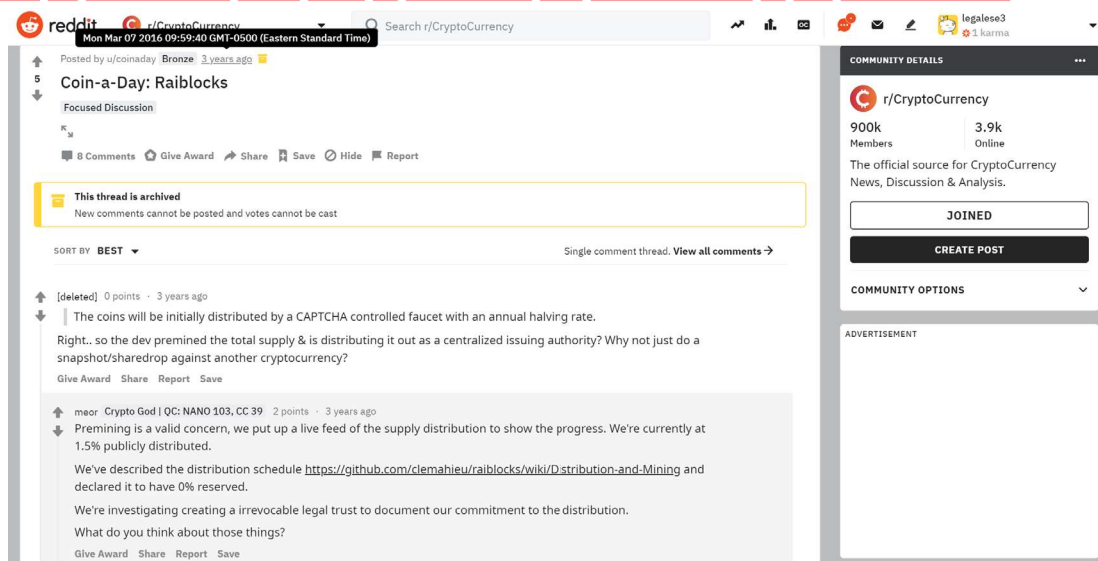 reddit
r/CryptoCurrency
Search r/CryptoCurrency
legalese3
1 karma
Mon Mar 07 2016 09:59:40 GMT-0500 (Eastern Standard Time)
Posted by u/coinaday Bronze 3 years ago
5
Coin-a-Day: Raiblocks
Focused Discussion
8 Comments Give Award Share Save Hide Report
This thread is archived
New comments cannot be posted and votes cannot be cast
SORT BY BEST
Single comment thread. View all comments →
[deleted] 0 points · 3 years ago
The coins will be initially distributed by a CAPTCHA controlled faucet with an annual halving rate.
Right.. so the dev premined the total supply & is distributing it out as a centralized issuing authority? Why not just do a
snapshot/sharedrop against another cryptocurrency?
Give Award Share Report Save
meor Crypto God | QC: NANO 103, CC 39 2 points · 3 years ago
Premining is a valid concern, we put up a live feed of the supply distribution to show the progress. We're currently at
1.5% publicly distributed.
We've described the distribution schedule https://github.com/clemahieu/raiblocks/wiki/Distribution-and-Mining and
declared it to have 0% reserved.
We're investigating creating a irrevocable legal trust to document our commitment to the distribution.
What do you think about those things?
Give Award Share Report Save
COMMUNITY DETAILS
r/CryptoCurrency
900k 3.9k
Members Online
The official source for CryptoCurrency
News, Discussion & Analysis.
JOINED
CREATE POST
COMMUNITY OPTIONS
ADVERTISEMENT